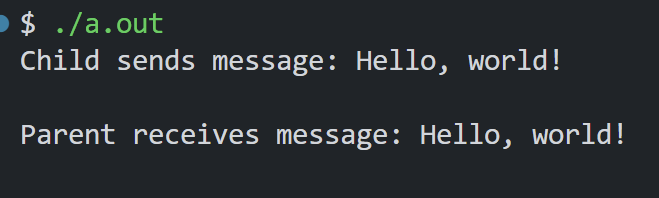 $ ./a.out
Child sends message: Hello, world!
Parent receives message: Hello, world!